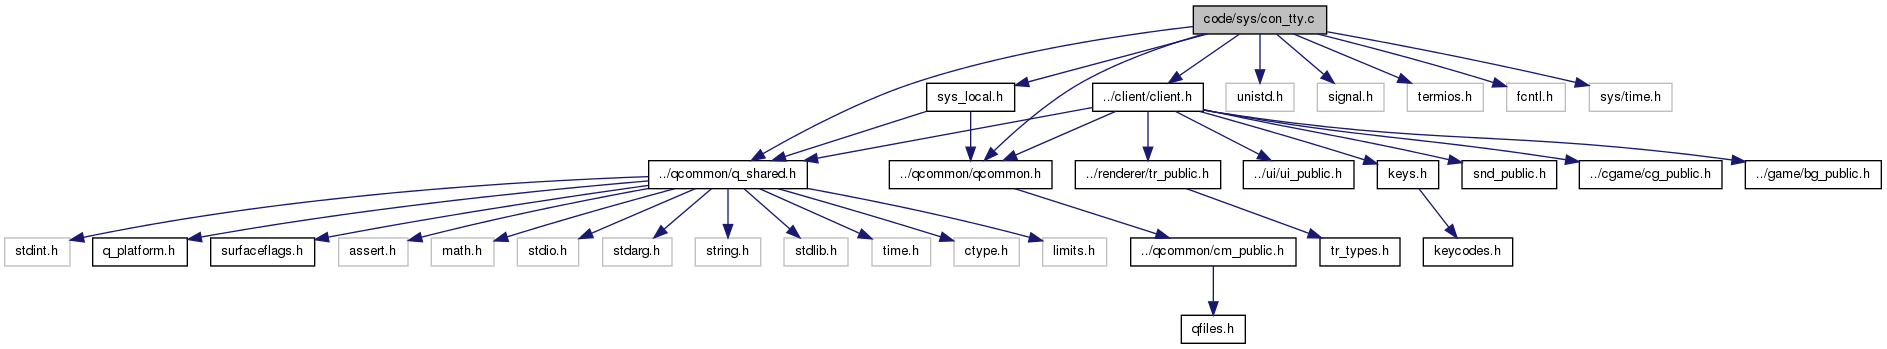 code/sys/con_tty.c
sys_local.h
../client/client.h
unistd.h
signal.h
termios.h
fcntl.h
sys/time.h
../qcommon/q_shared.h
../qcommon/qcommon.h
../renderer/tr_public.h
../ui/ui_public.h
keys.h
snd_public.h
../cgame/cg_public.h
../game/bg_public.h
stdint.h
q_platform.h
surfaceflags.h
assert.h
math.h
stdio.h
stdarg.h
string.h
stdlib.h
time.h
ctype.h
limits.h
../qcommon/cm_public.h
tr_types.h
keycodes.h
qfiles.h